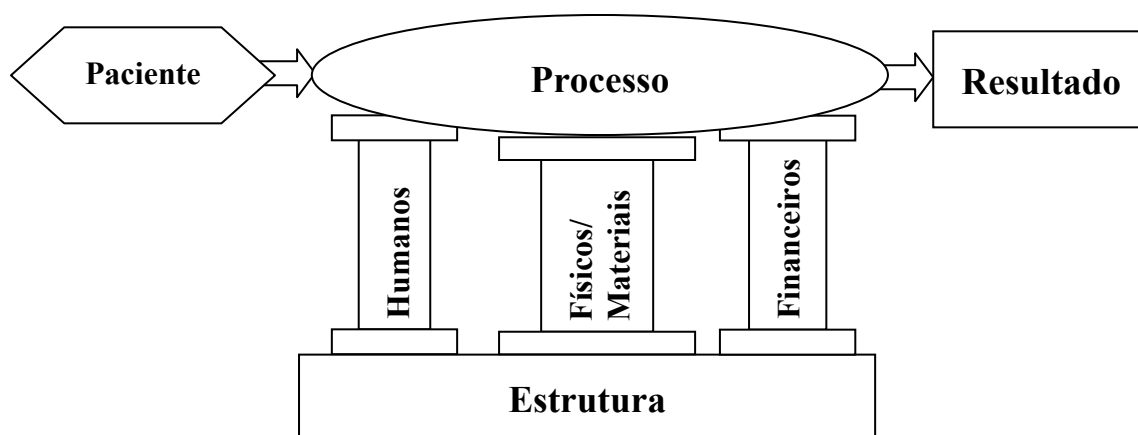 Paciente
Processo
Resultado
Humanos
Físicos/
Materiais
Financeiros
Estrutura